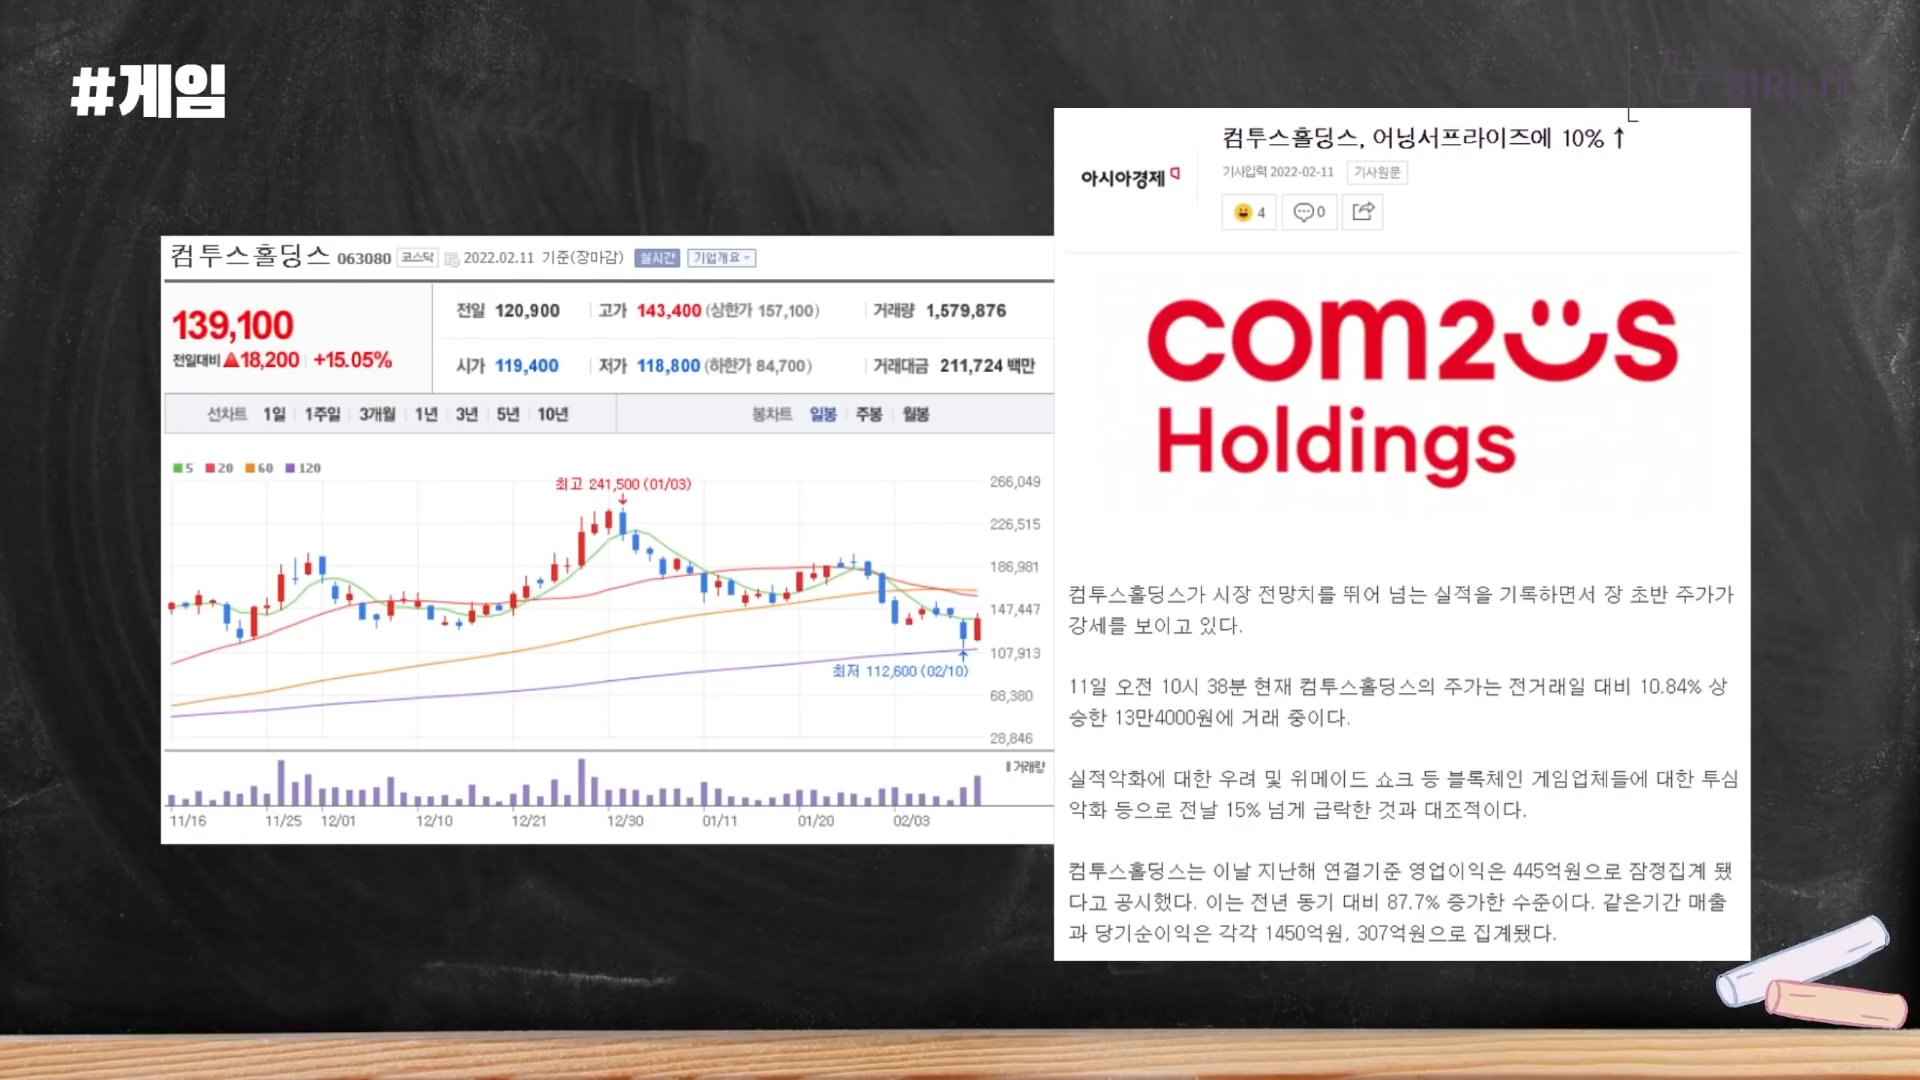 #게임
컴투스홀딩스 063080 코스닥 2022.02.11 기준(장마감) 실시간 기업개요
139,100
전일대비 ▲18,200 +15.05%
전일 120,900 고가 143,400 (상한가 157,100) 거래량 1,579,876
시가 119,400 저가 118,800 (하한가 84,700) 거래대금 211,724 백만
선차트 1일 1주일 3개월 1년 3년 5년 10년 봉차트 일봉 주봉 월봉
5 20 60 120
최고 241,500 (01/03)
266,049
226,515
186,981
147,447
107,913
최저 112,600 (02/10)
68,380
28,846
거래량
11/16 11/25 12/01 12/10 12/21 12/30 01/11 01/20 02/03
아시아경제
컴투스홀딩스, 어닝서프라이즈에 10% ↑
기사입력 2022-02-11 기사원문
4 0
com2us
Holdings
컴투스홀딩스가 시장 전망치를 뛰어 넘는 실적을 기록하면서 장 초반 주가가
강세를 보이고 있다.
11일 오전 10시 38분 현재 컴투스홀딩스의 주가는 전거래일 대비 10.84% 상
승한 13만4000원에 거래 중이다.
실적악화에 대한 우려 및 위메이드 쇼크 등 블록체인 게임업체들에 대한 투심
악화 등으로 전날 15% 넘게 급락한 것과 대조적이다.
컴투스홀딩스는 이날 지난해 연결기준 영업이익은 445억원으로 잠정집계 됐
다고 공시했다. 이는 전년 동기 대비 87.7% 증가한 수준이다. 같은기간 매출
과 당기순이익은 각각 1450억원, 307억원으로 집계됐다.